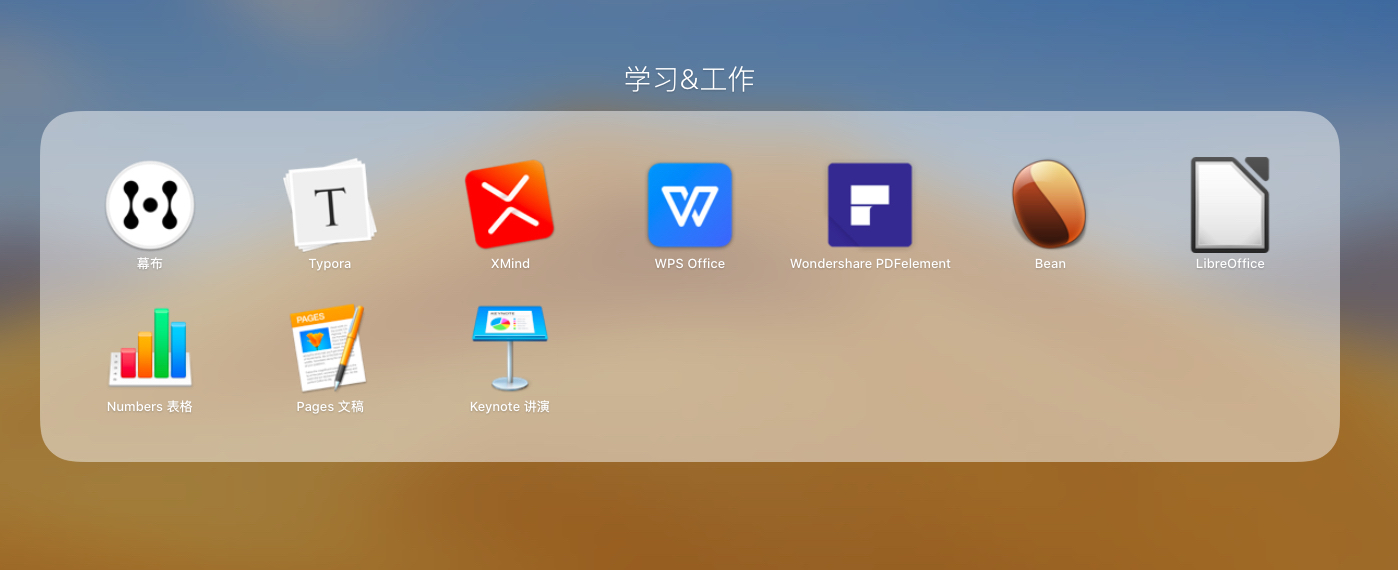 学习&工作
幕布
Typora
XMind
WPS Office
Wondershare PDFelement
Bean
LibreOffice
Numbers 表格
PAGES
Pages 文稿
KEYNOTE
Keynote 讲演